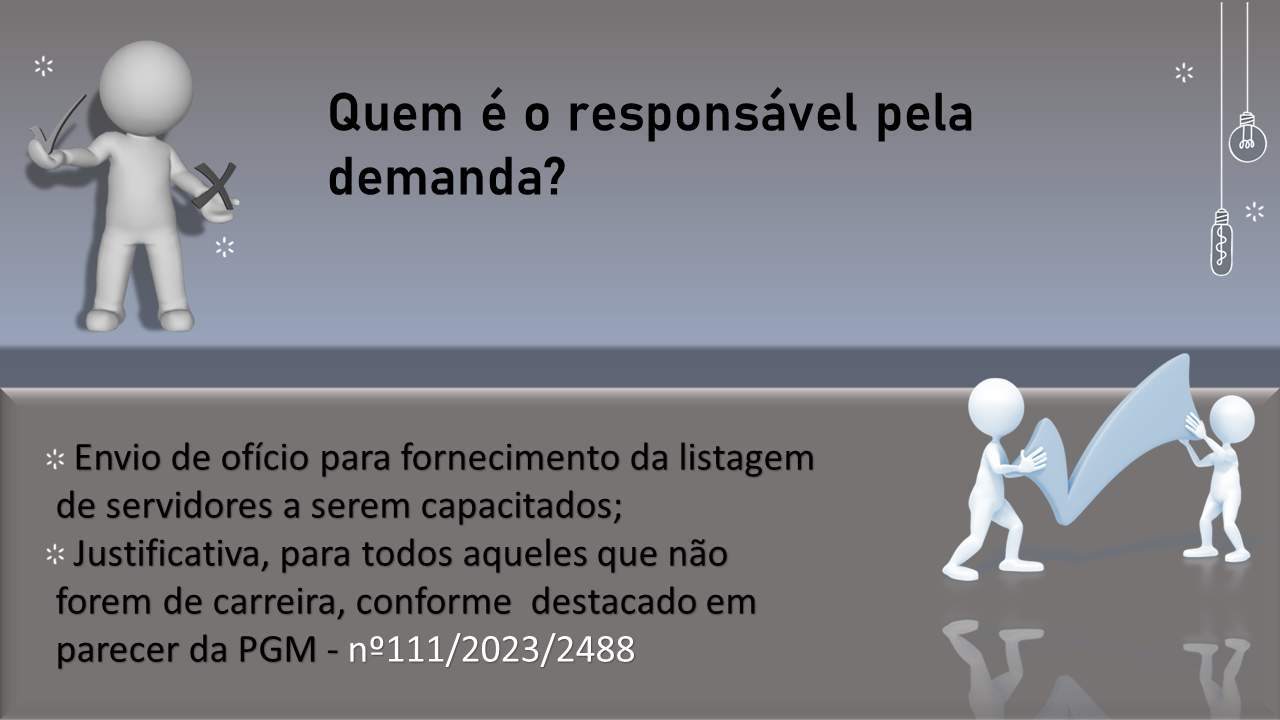 Quem é o responsável pela
demanda?
Envio de ofício para fornecimento da listagem
de servidores a serem capacitados;
Justificativa, para todos aqueles que não
forem de carreira, conforme destacado em
parecer da PGM - nº111/2023/2488